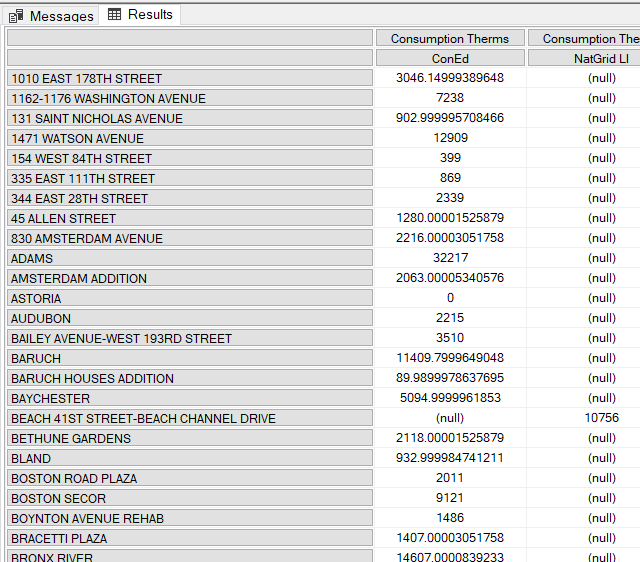 Messages Results
Consumption Therms Consumption The
ConEd NatGrid LI
1010 EAST 178TH STREET 3046.14999389648 (null)
1162-1176 WASHINGTON AVENUE 7238 (null)
131 SAINT NICHOLAS AVENUE 902.999995708466 (null)
1471 WATSON AVENUE 12909 (null)
154 WEST 84TH STREET 399 (null)
335 EAST 111TH STREET 869 (null)
344 EAST 28TH STREET 2339 (null)
45 ALLEN STREET 1280.00001525879 (null)
830 AMSTERDAM AVENUE 2216.00003051758 (null)
ADAMS 32217 (null)
AMSTERDAM ADDITION 2063.00005340576 (null)
ASTORIA 0 (null)
AUDUBON 2215 (null)
BAILEY AVENUE-WEST 193RD STREET 3510 (null)
BARUCH 11409.7999649048 (null)
BARUCH HOUSES ADDITION 89.9899978637695 (null)
BAYCHESTER 5094.9999961853 (null)
BEACH 41ST STREET-BEACH CHANNEL DRIVE (null) 10756
BETHUNE GARDENS 2118.00001525879 (null)
BLAND 932.999984741211 (null)
BOSTON ROAD PLAZA 2011 (null)
BOSTON SECOR 9121 (null)
BOYNTON AVENUE REHAB 1486 (null)
BRACETTI PLAZA 1407.00003051758 (null)
BRONX RIVER 14607.0000839233 (null)